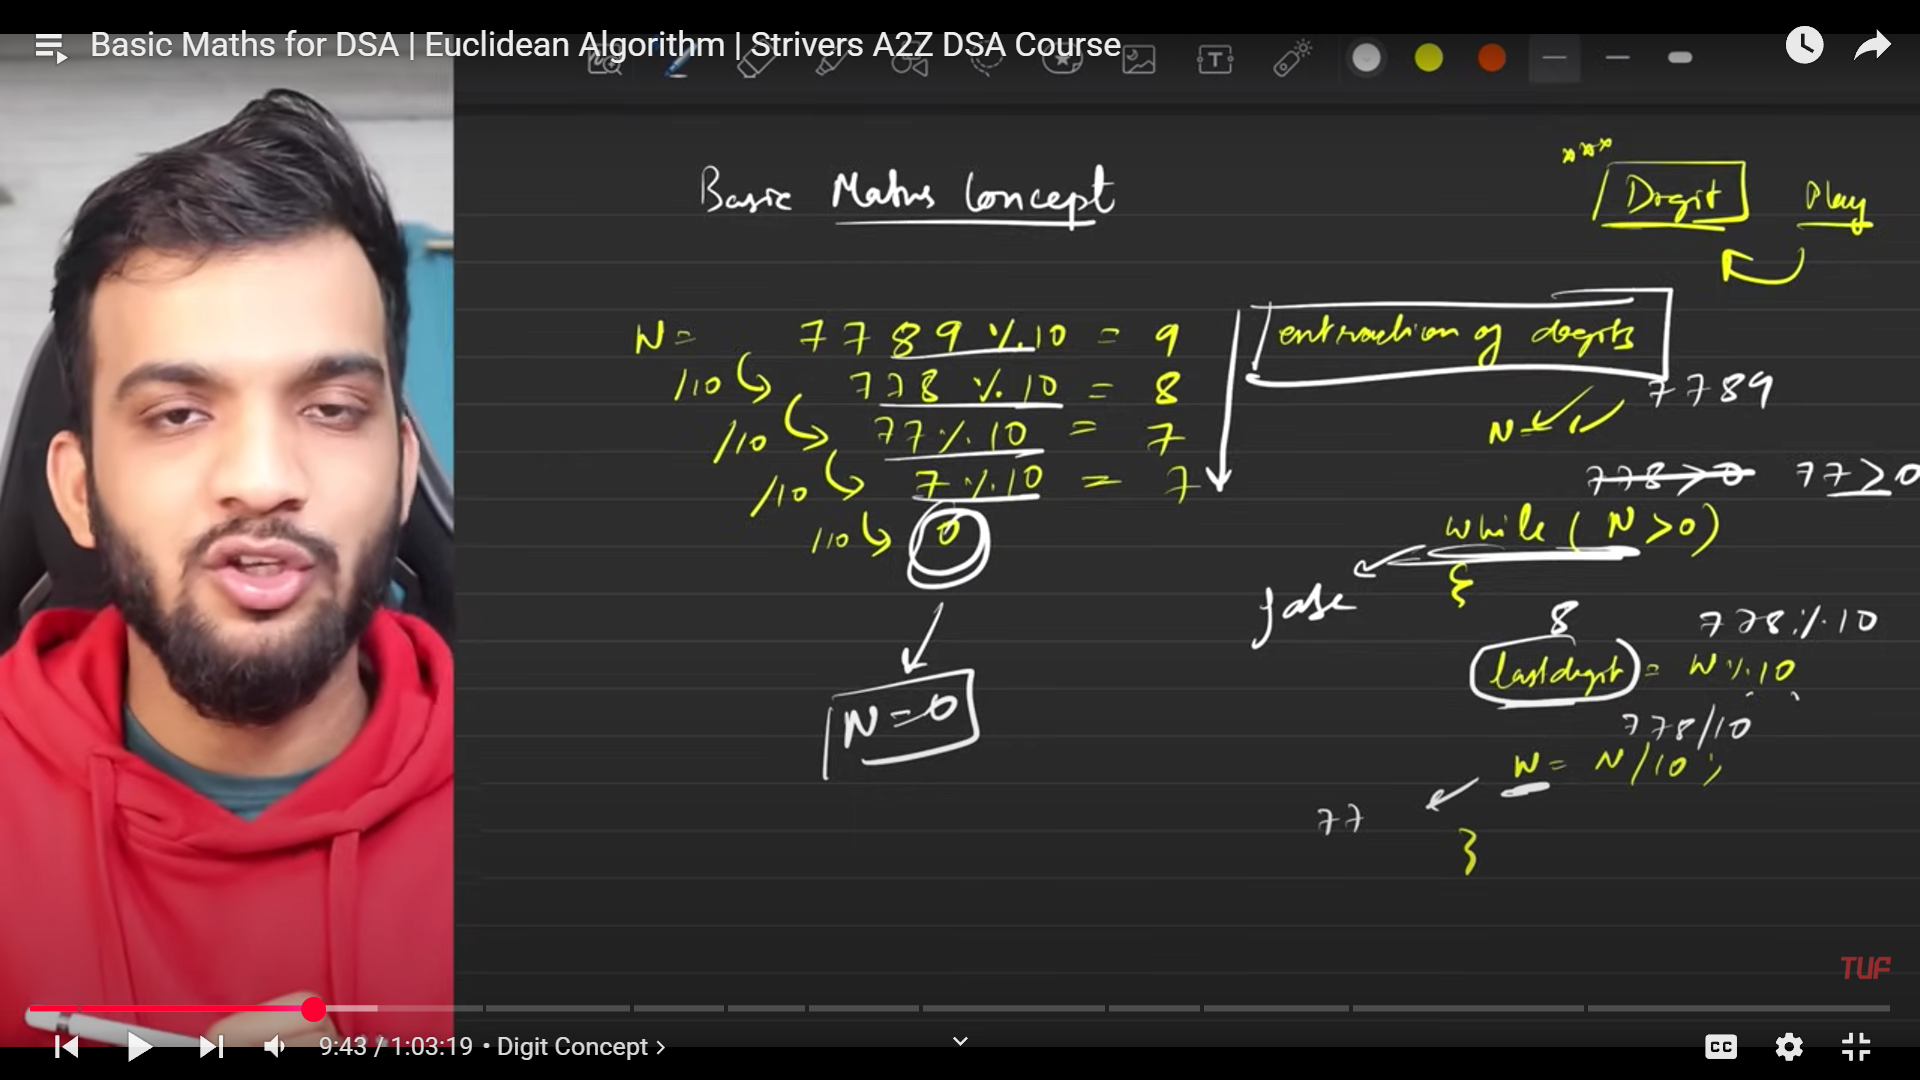 Basic Maths for DSA | Euclidean Algorithm | Strivers A2Z DSA Course
Basic Maths Concept
Digit Play
N = 7789 % 10 = 9
/10 778 % 10 = 8
/10 77 % 10 = 7
/10 7 % 10 = 7
/10 0
N = 0
extraction of digits
7789
N =
778 > 0 77 > 0
while ( N > 0 )
{
false
8 778 % 10
lastdigit = N % 10
778/10
N = N/10;
77
}
TUF
9:43 / 1:03:19 • Digit Concept >
CC